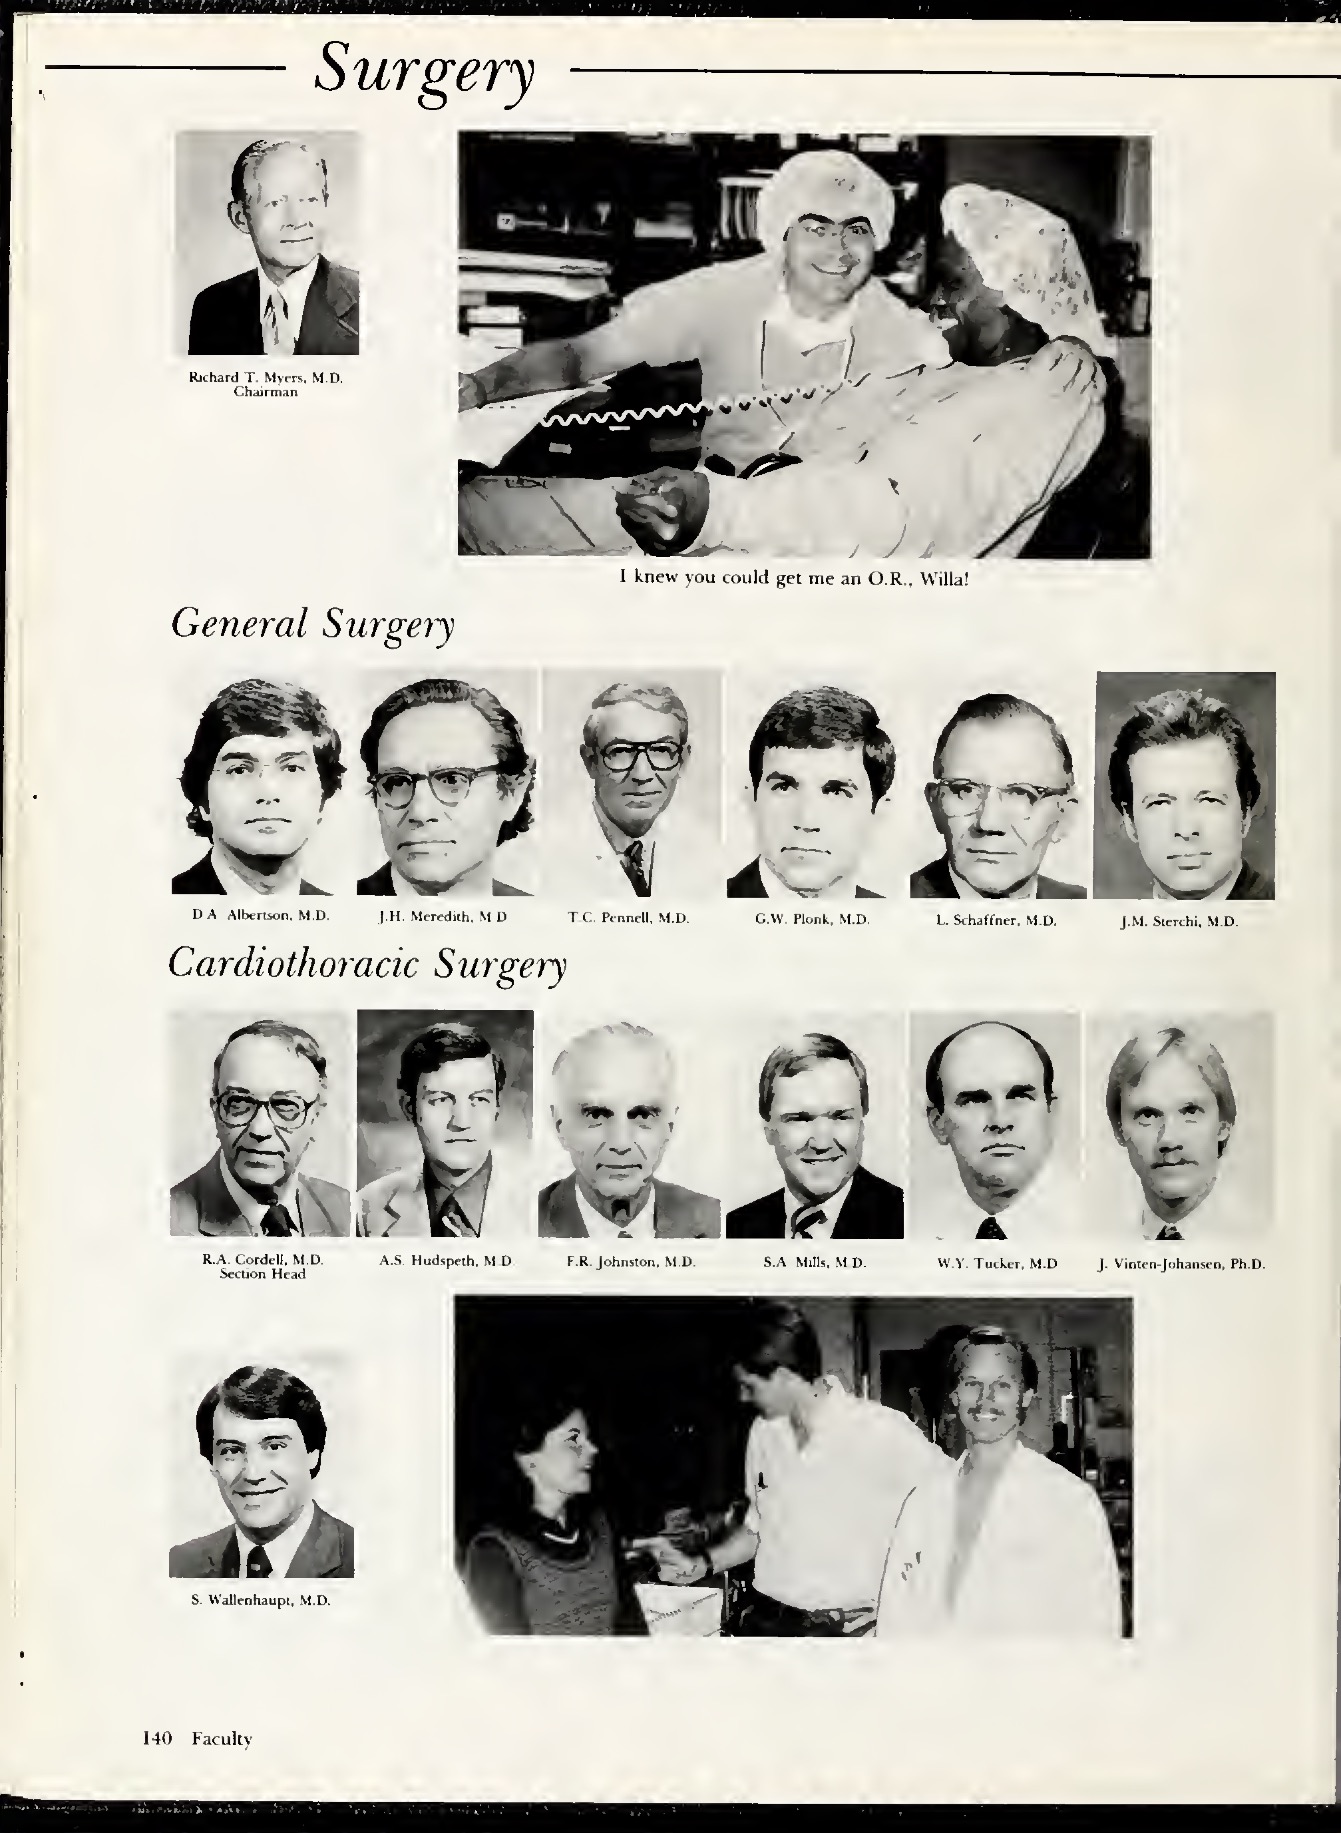 Surgery
Richard T. Myers, M.D.
Chairman
I knew you could get me an O.R., Willa!
General Surgery
D A Albertson, M.D.
J.H. Meredith, M D
T.C. Pennell, M.D.
G.W. Plonk, M.D.
L. Schaffner, M.D.
J.M. Sterchi, M.D.
Cardiothoracic Surgery
R.A. Cordell, M.D.
Section Head
A.S. Hudspeth, M D
F.R. Johnston, M.D.
S.A Mills, M.D.
W.Y. Tucker, M.D
J. Vinten-Johansen, Ph.D.
S. Wallenhaupt, M.D.
140 Faculty